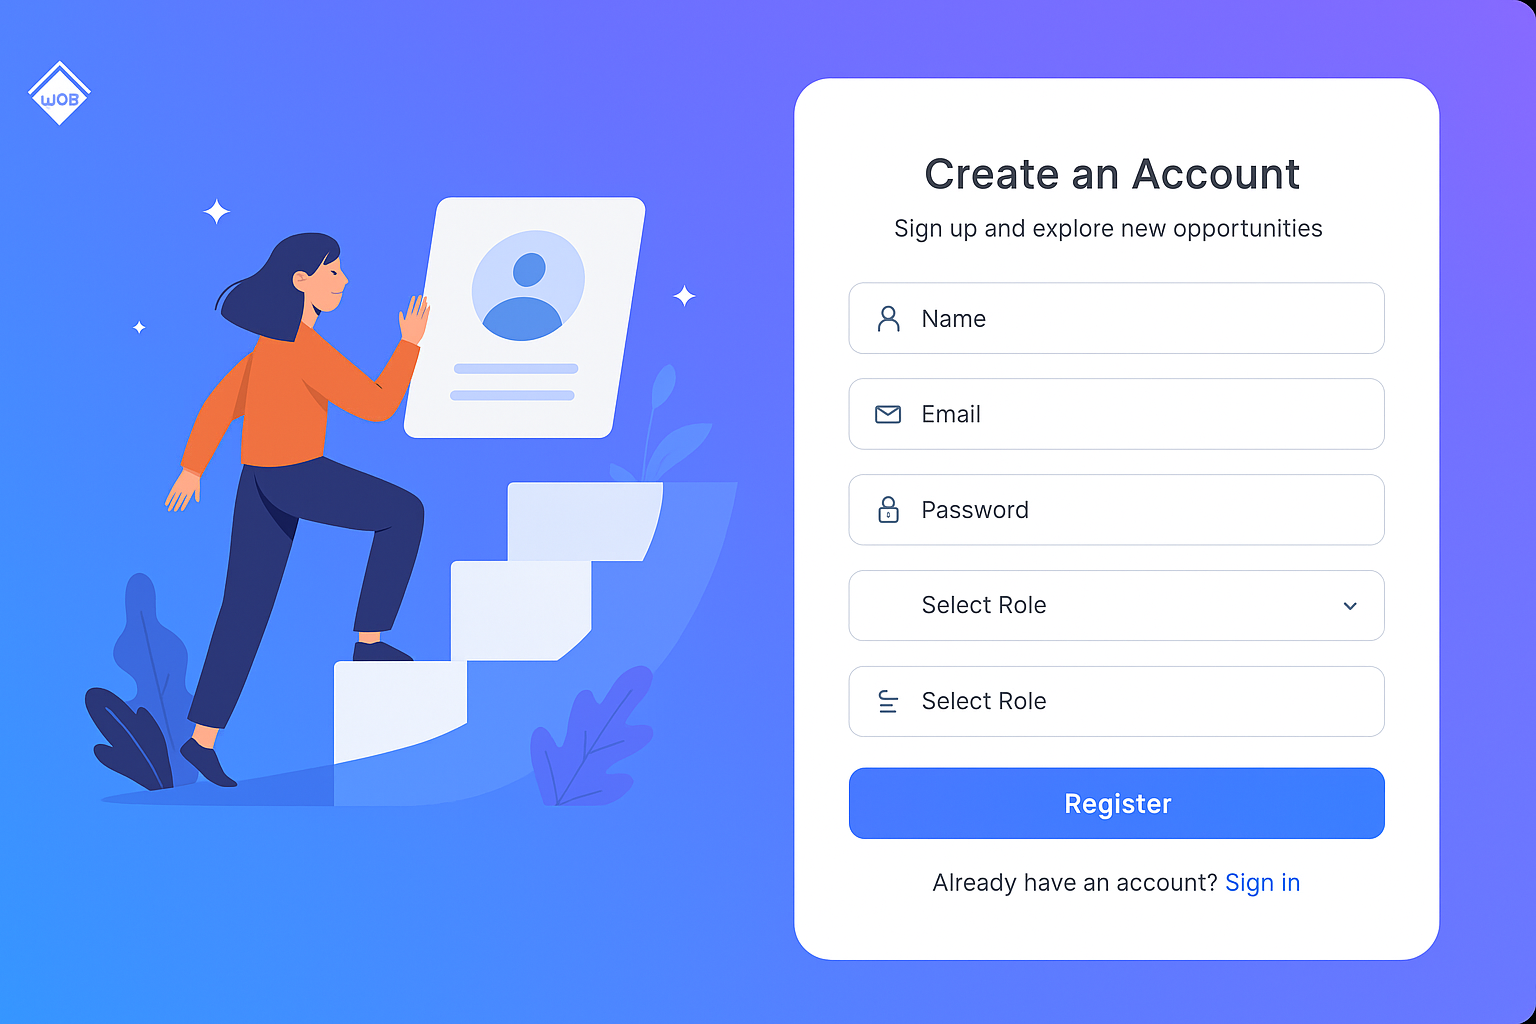 WOB
Create an Account
Sign up and explore new opportunities
Name
Email
Password
Select Role
Select Role
Register
Already have an account? Sign in